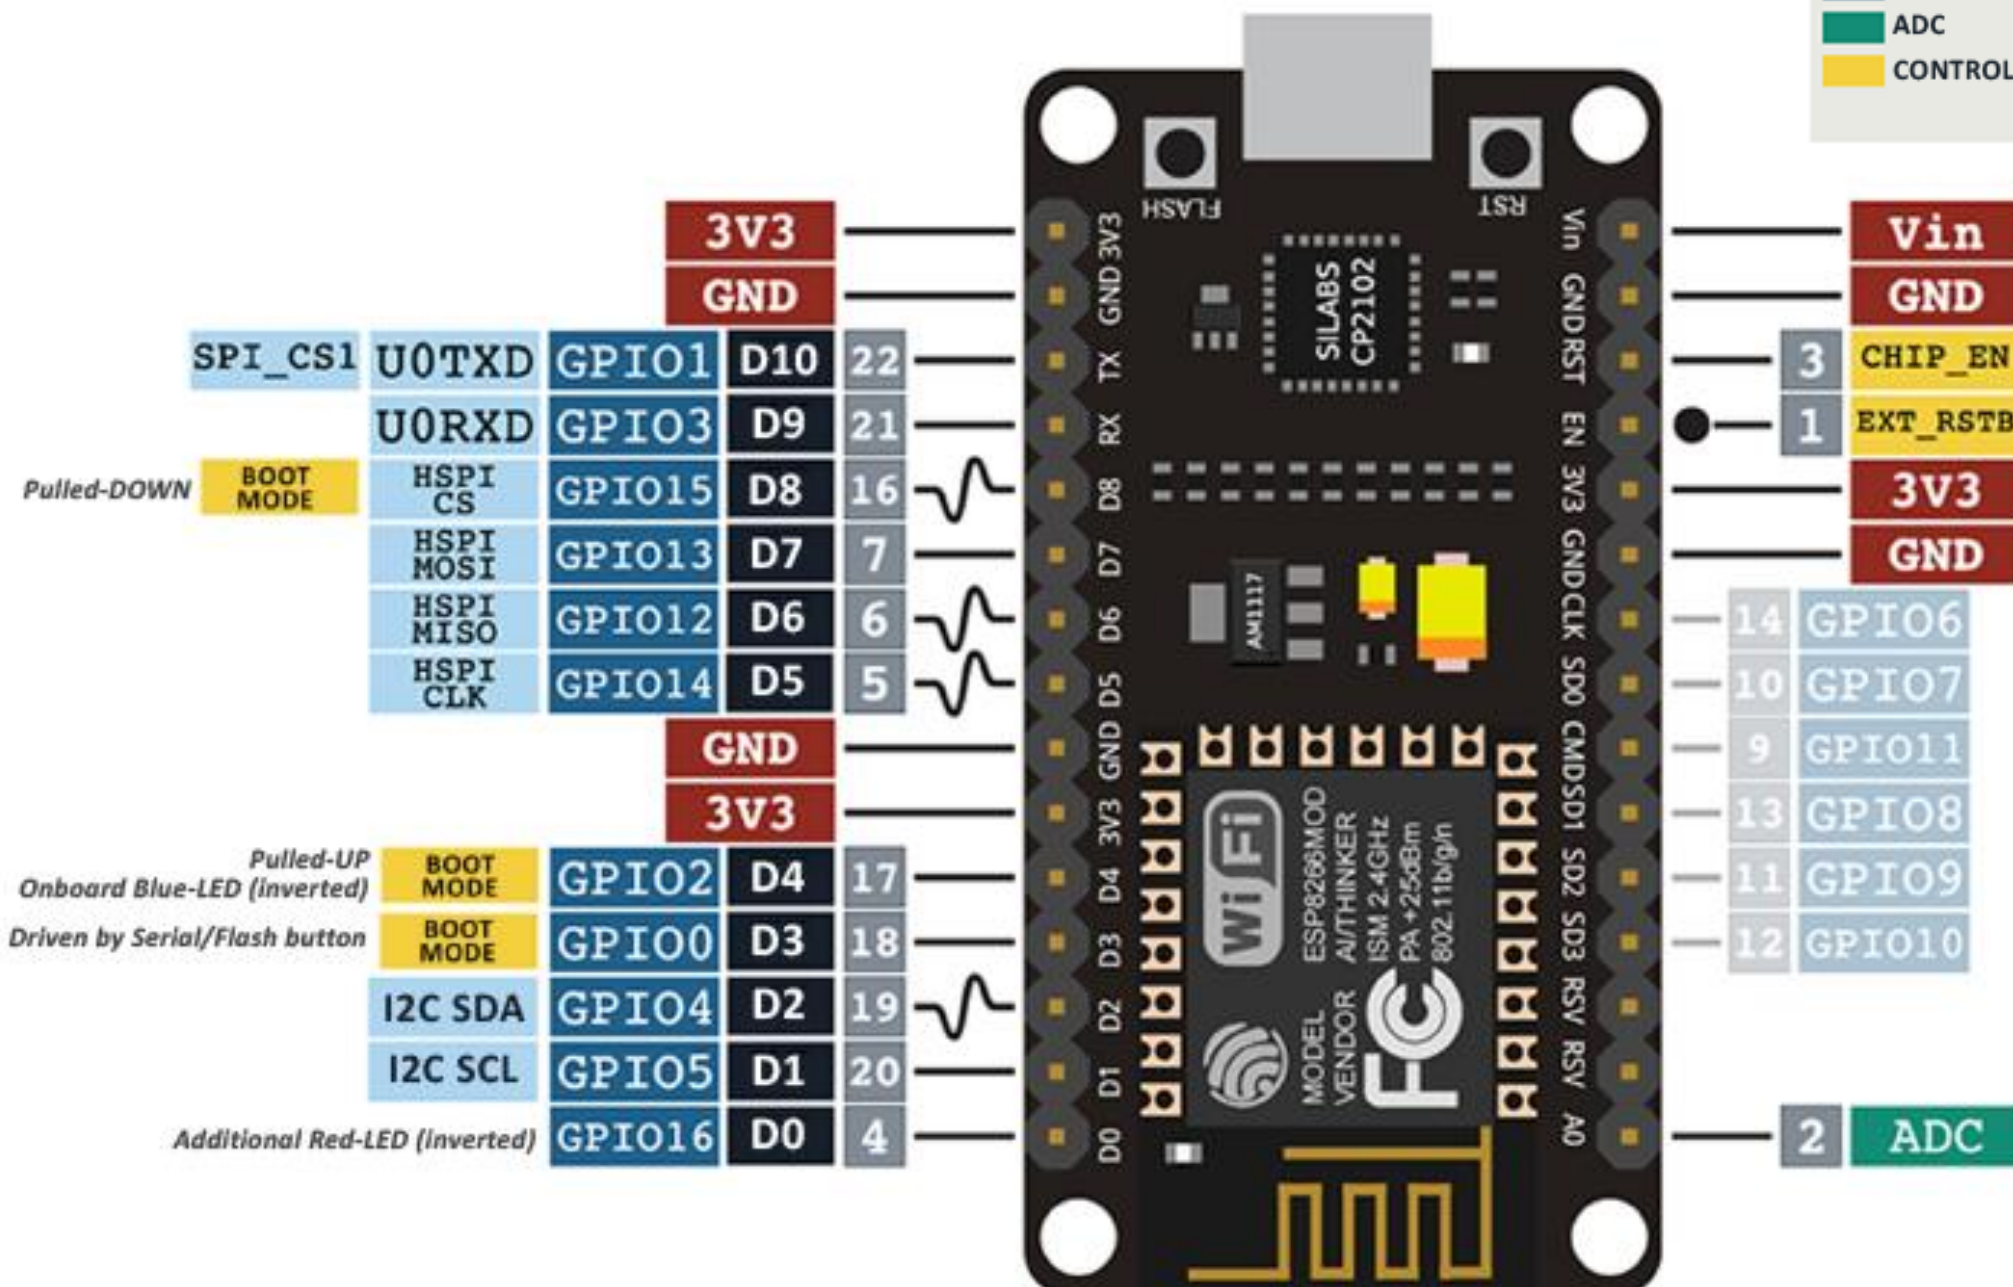 ADC
CONTROL
FLASH
RST
3V3
GND
SPI_CS1 U0TXD GPIO1 D10 22
U0RXD GPIO3 D9 21
Pulled-DOWN BOOT MODE HSPI CS GPIO15 D8 16
HSPI MOSI GPIO13 D7 7
HSPI MISO GPIO12 D6 6
HSPI CLK GPIO14 D5 5
GND
3V3
Pulled-UP
Onboard Blue-LED (inverted) BOOT MODE GPIO2 D4 17
Driven by Serial/Flash button BOOT MODE GPIO0 D3 18
I2C SDA GPIO4 D2 19
I2C SCL GPIO5 D1 20
Additional Red-LED (inverted) GPIO16 D0 4
3V3
GND
TX
RX
D8
D7
D6
D5
GND
3V3
D4
D3
D2
D1
D0
SILABS
CP2102
AM1117
WiFi
ESP8266MOD
AI/THINKER
ISM 2.4GHz
PA +25dBm
802.11b/g/n
MODEL
VENDOR
FC
Vin
GND
RST
EN
3V3
GND
CLK
SD0
CMD
SD1
SD2
SD3
RSV
RSV
A0
Vin
GND
3 CHIP_EN
1 EXT_RSTB
3V3
GND
14 GPIO6
10 GPIO7
9 GPIO11
13 GPIO8
11 GPIO9
12 GPIO10
2 ADC